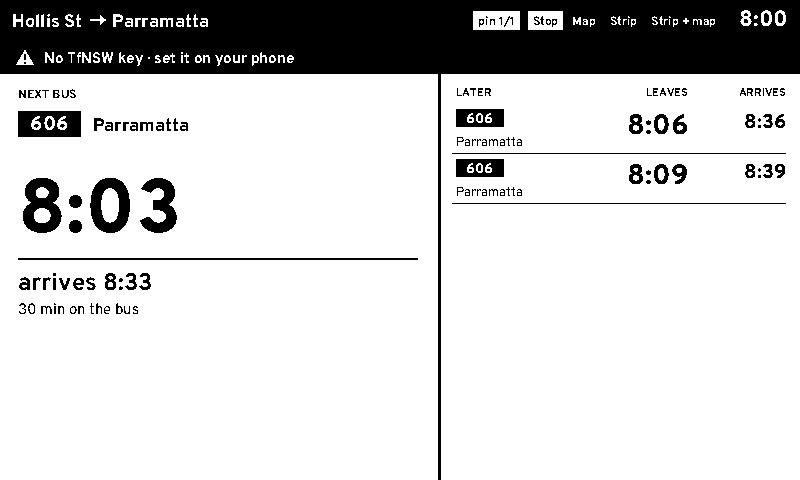 Hollis St → Parramatta
pin 1/1 Stop Map Strip Strip + map 8:00
No TfNSW key · set it on your phone
NEXT BUS
606 Parramatta
8:03
arrives 8:33
30 min on the bus
LATER LEAVES ARRIVES
606 8:06 8:36
Parramatta
606 8:09 8:39
Parramatta